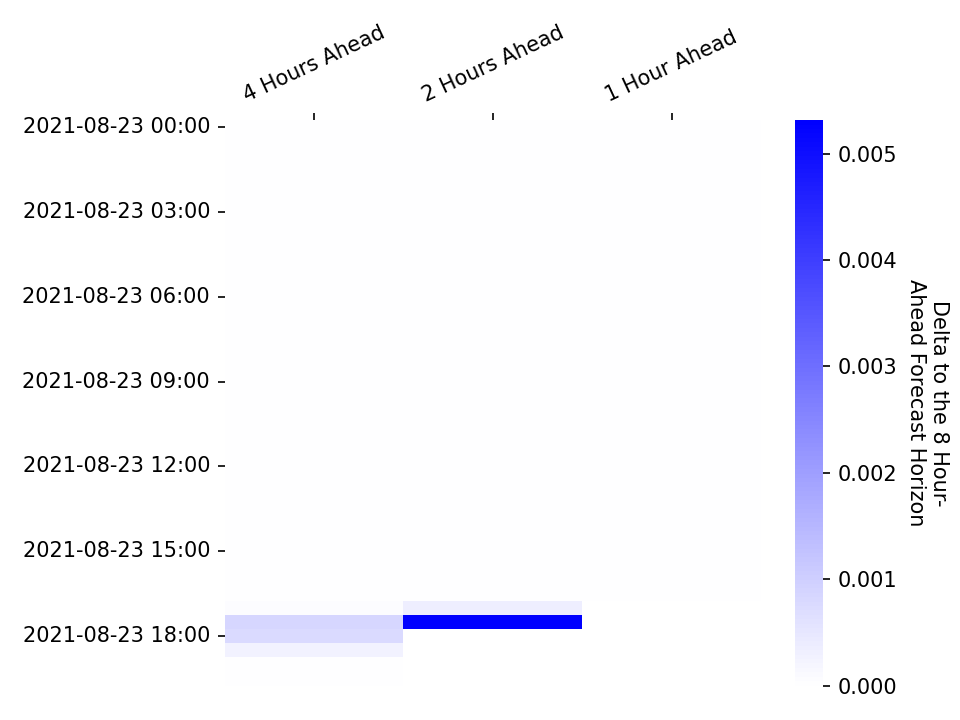 4 Hours Ahead
2 Hours Ahead
1 Hour Ahead
2021-08-23 00:00
2021-08-23 03:00
2021-08-23 06:00
2021-08-23 09:00
2021-08-23 12:00
2021-08-23 15:00
2021-08-23 18:00
0.005
0.004
0.003
0.002
0.001
0.000
Delta to the 8 Hour-
Ahead Forecast Horizon